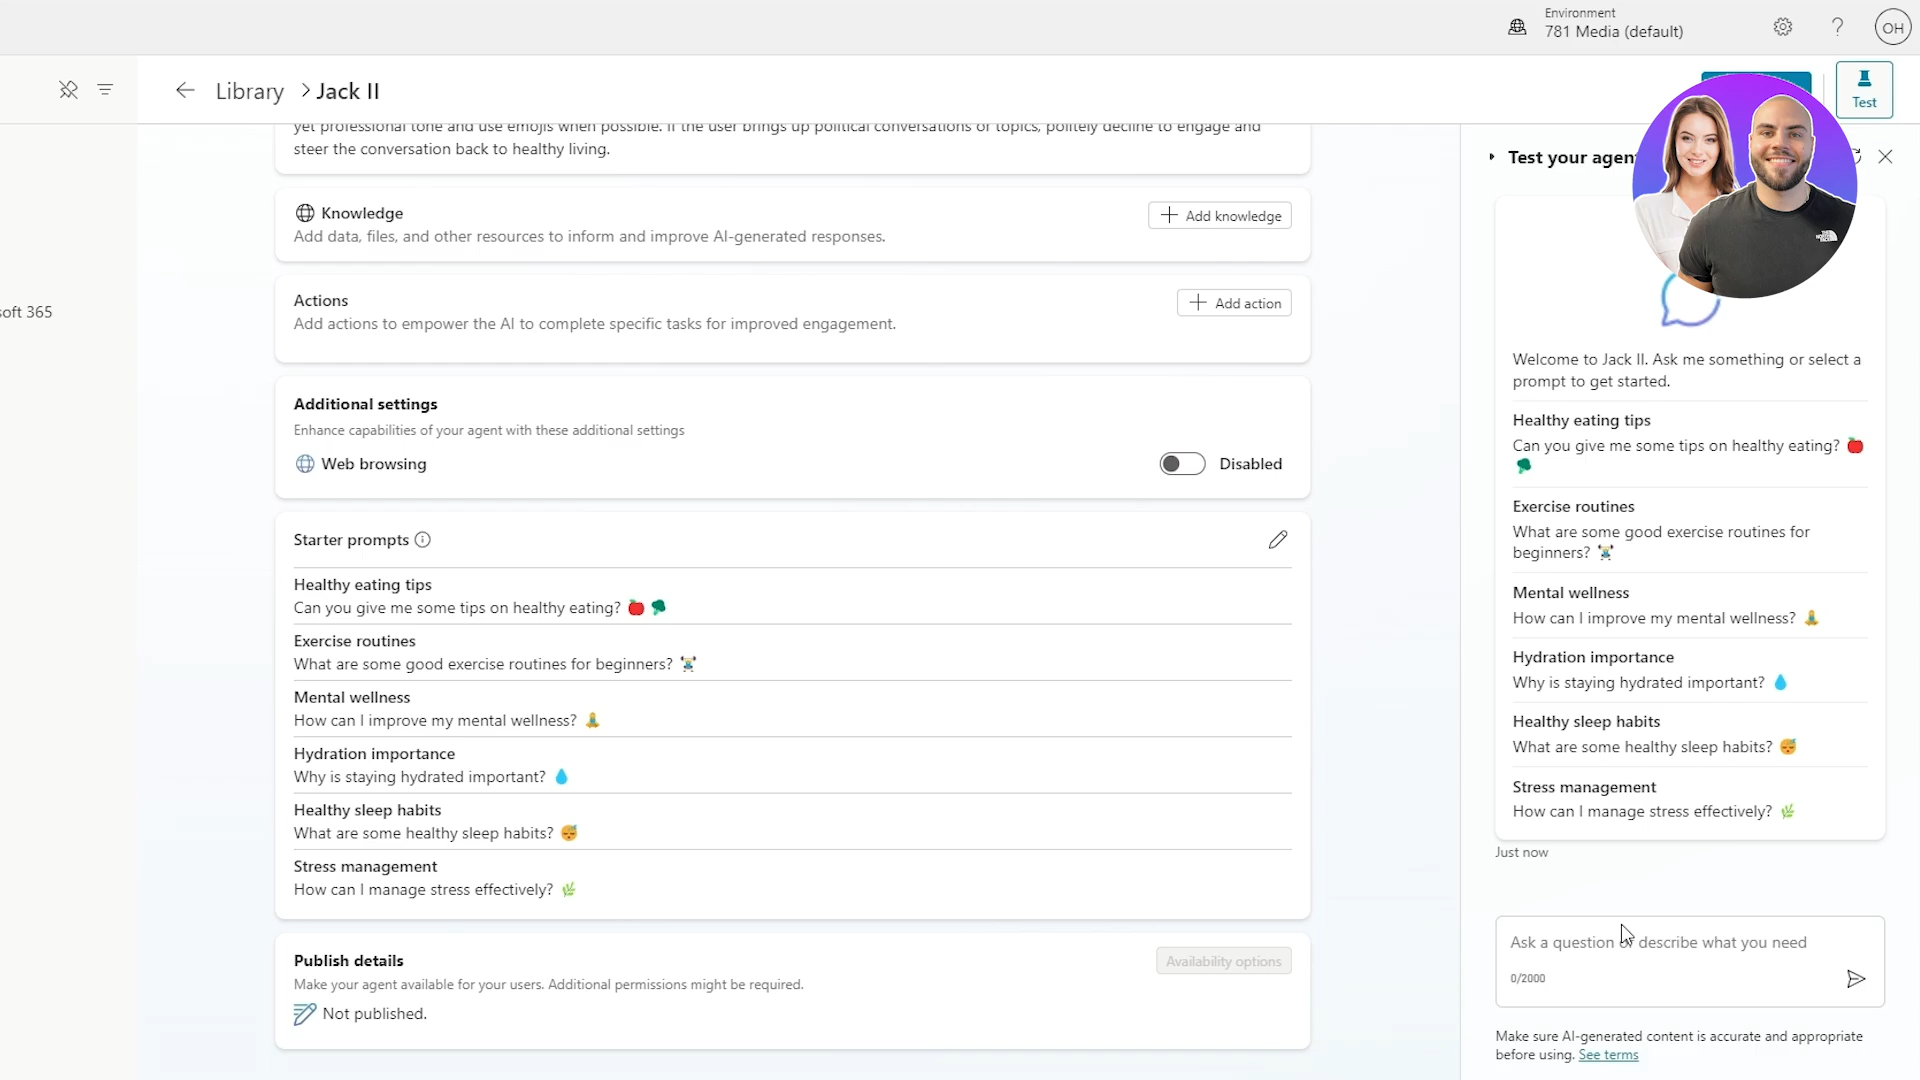 Environment
781 Media (default)
OH
Library > Jack II
Test
yet professional tone and use emojis when possible. If the user brings up political conversations or topics, politely decline to engage and
steer the conversation back to healthy living.
Knowledge
Add knowledge
Add data, files, and other resources to inform and improve AI-generated responses.
Actions
Add action
Add actions to empower the AI to complete specific tasks for improved engagement.
soft 365
Additional settings
Enhance capabilities of your agent with these additional settings
Web browsing
Disabled
Starter prompts
Healthy eating tips
Can you give me some tips on healthy eating? 🍎 🥦
Exercise routines
What are some good exercise routines for beginners? 🏋️
Mental wellness
How can I improve my mental wellness? 🧘
Hydration importance
Why is staying hydrated important? 💧
Healthy sleep habits
What are some healthy sleep habits? 😴
Stress management
How can I manage stress effectively? 🌿
Publish details
Availability options
Make your agent available for your users. Additional permissions might be required.
Not published.
Test your agen
Welcome to Jack II. Ask me something or select a
prompt to get started.
Healthy eating tips
Can you give me some tips on healthy eating? 🍎
🥦
Exercise routines
What are some good exercise routines for
beginners? 🏋️
Mental wellness
How can I improve my mental wellness? 🧘
Hydration importance
Why is staying hydrated important? 💧
Healthy sleep habits
What are some healthy sleep habits? 😴
Stress management
How can I manage stress effectively? 🌿
Just now
Ask a question or describe what you need
0/2000
Make sure AI-generated content is accurate and appropriate
before using. See terms